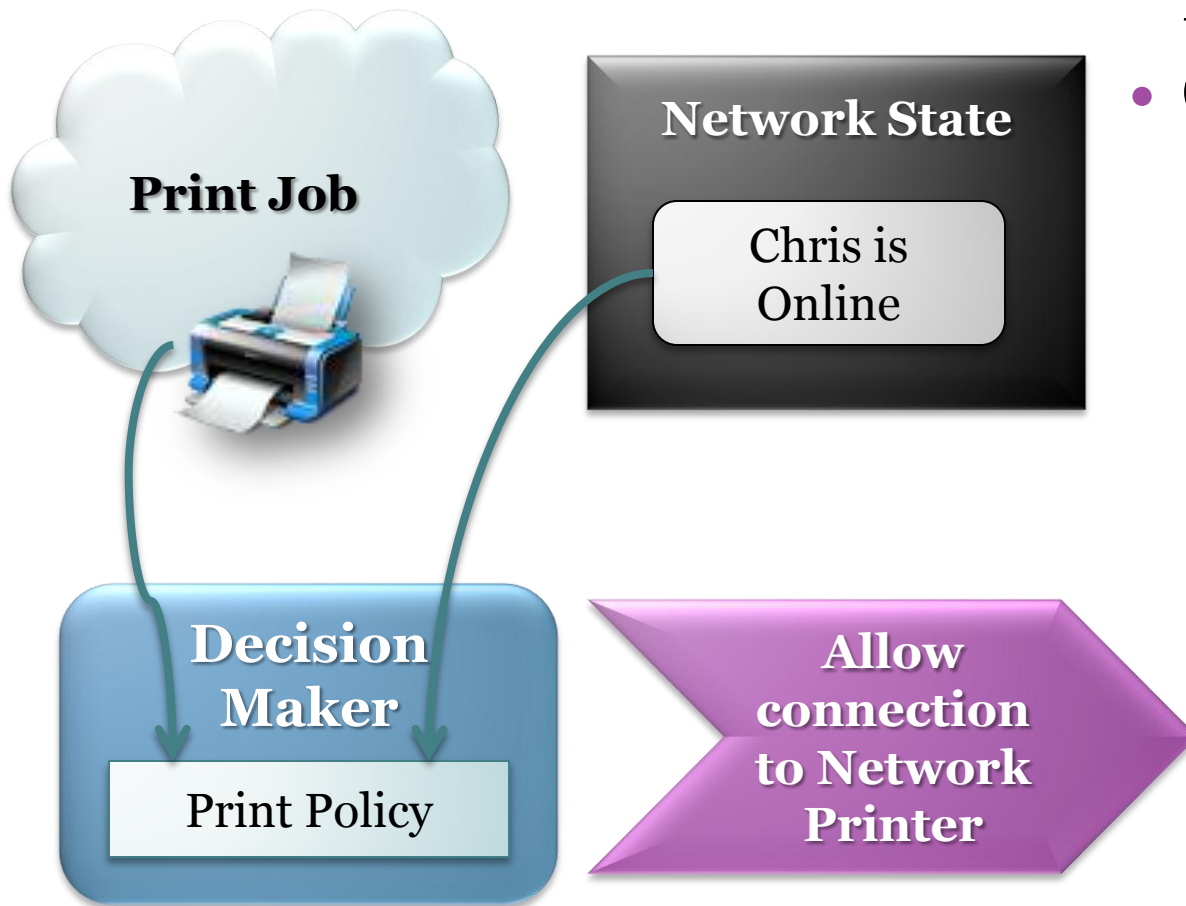 Print Job
Network State
Chris is
Online
Decision
Maker
Print Policy
Allow
connection
to Network
Printer